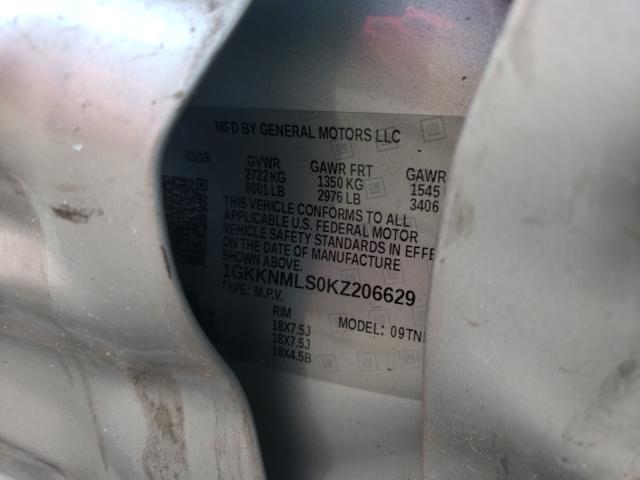 MFD BY GENERAL MOTORS LLC
01/19 GVWR GAWR FRT GAWR
2722 KG 1350 KG 1545
6001 LB 2976 LB 3406
THIS VEHICLE CONFORMS TO ALL
APPLICABLE U.S. FEDERAL MOTOR
VEHICLE SAFETY STANDARDS IN EFFE
ON THE DATE OF MANUFACTURE
SHOWN ABOVE.
1GKKNMLS0KZ206629
TYPE: M.P.V.
RIM MODEL: 09TN
18X7.5J
18X7.5J
18X4.5B